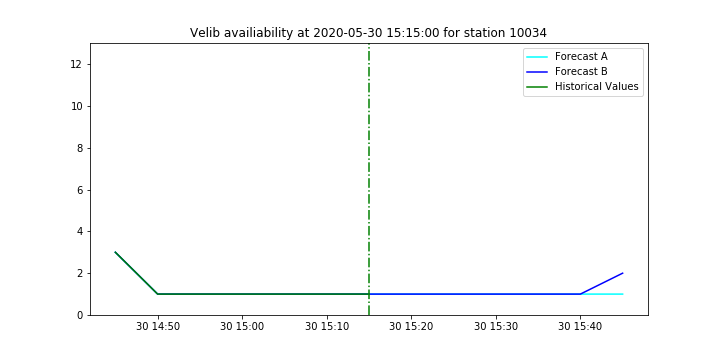 Velib availiability at 2020-05-30 15:15:00 for station 10034
Forecast A
Forecast B
Historical Values
12
10
8
6
4
2
0
30 14:50 30 15:00 30 15:10 30 15:20 30 15:30 30 15:40